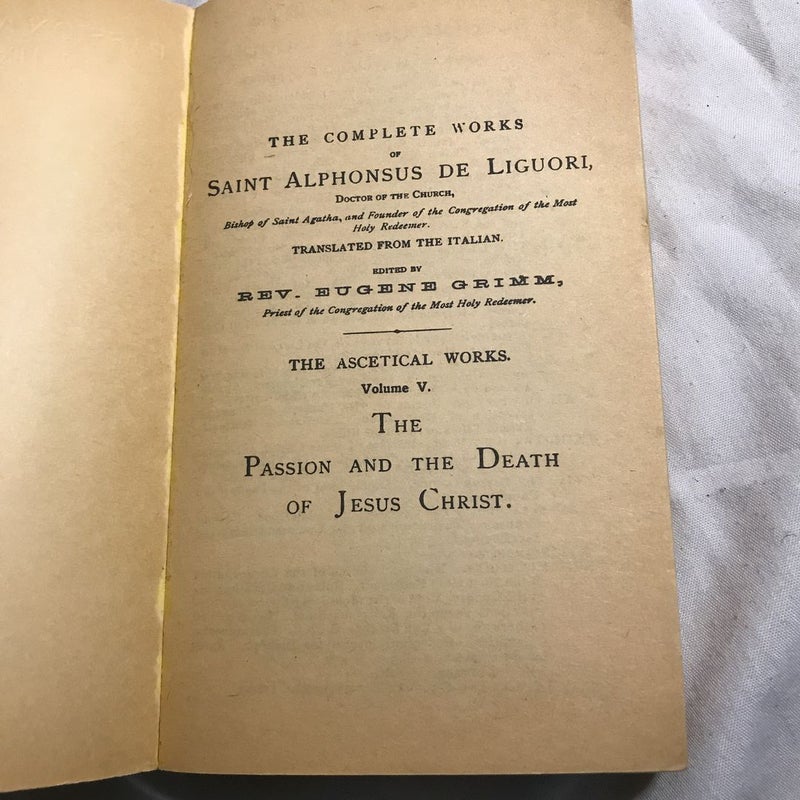 THE COMPLETE WORKS
OF
SAINT ALPHONSUS DE LIGUORI,
DOCTOR OF THE CHURCH,
Bishop of Saint Agatha, and Founder of the Congregation of the Most
Holy Redeemer.
TRANSLATED FROM THE ITALIAN.
EDITED BY
REV. EUGENE GRIMM,
Priest of the Congregation of the Most Holy Redeemer.
THE ASCETICAL WORKS.
Volume V.
THE
PASSION AND THE DEATH
OF JESUS CHRIST.